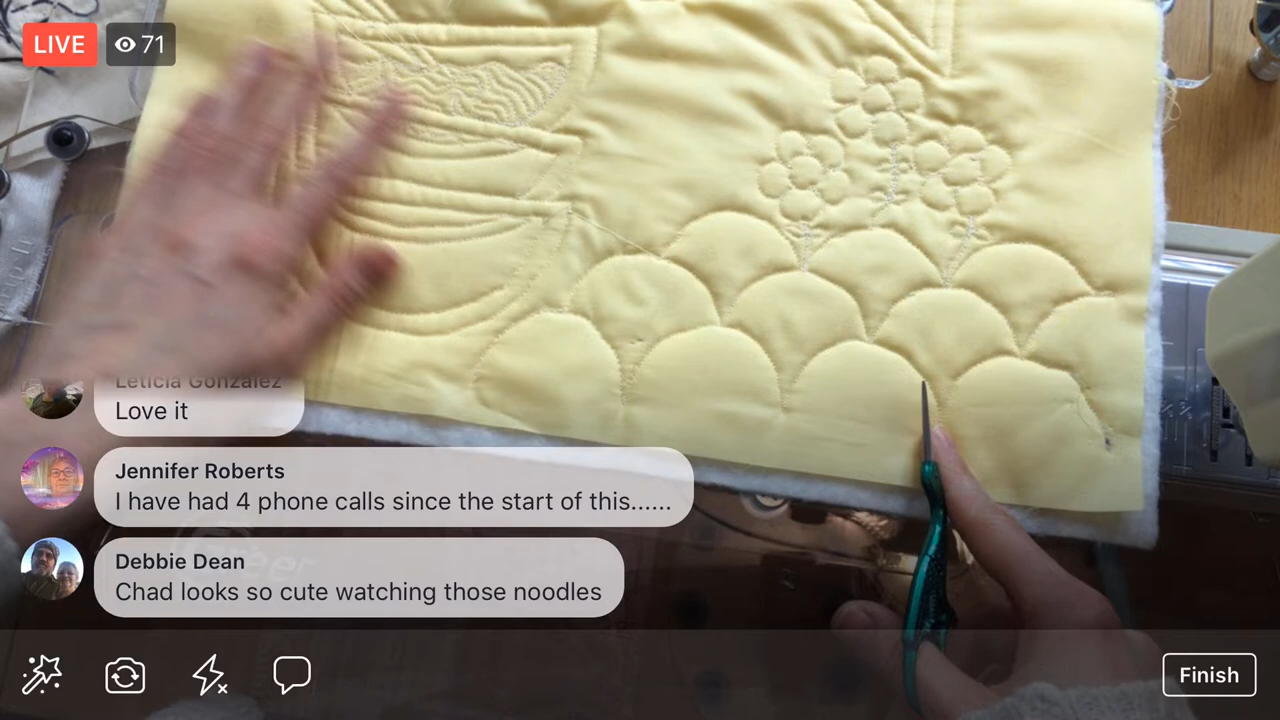 LIVE
71
Leticia Gonzalez
Love it
Jennifer Roberts
I have had 4 phone calls since the start of this......
Debbie Dean
Chad looks so cute watching those noodles
Finish